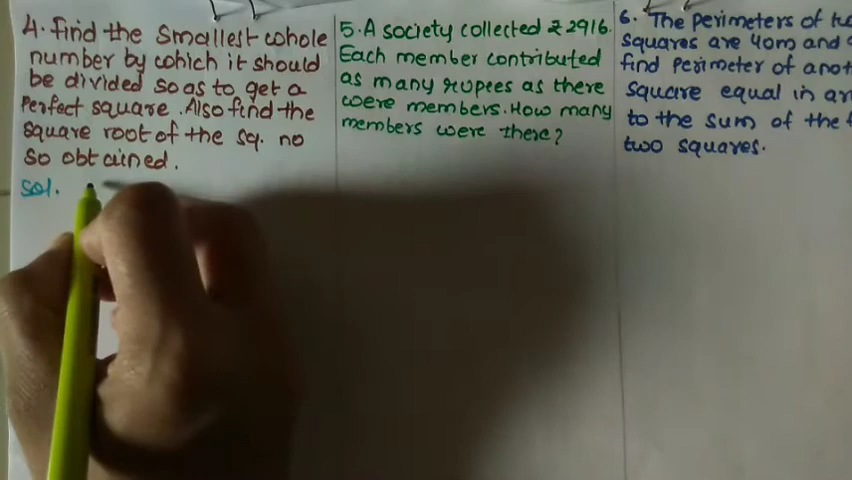 4. Find the smallest whole
number by which it should
be divided so as to get a
perfect square. Also find the
square root of the sq. no
so obtained.
Sol.
5. A society collected ₹ 2916.
Each member contributed
as many rupees as there
were members. How many
members were there?
6. The perimeters of
squares are 40m and
find perimeter of
square equal in
to the sum of the
two squares.